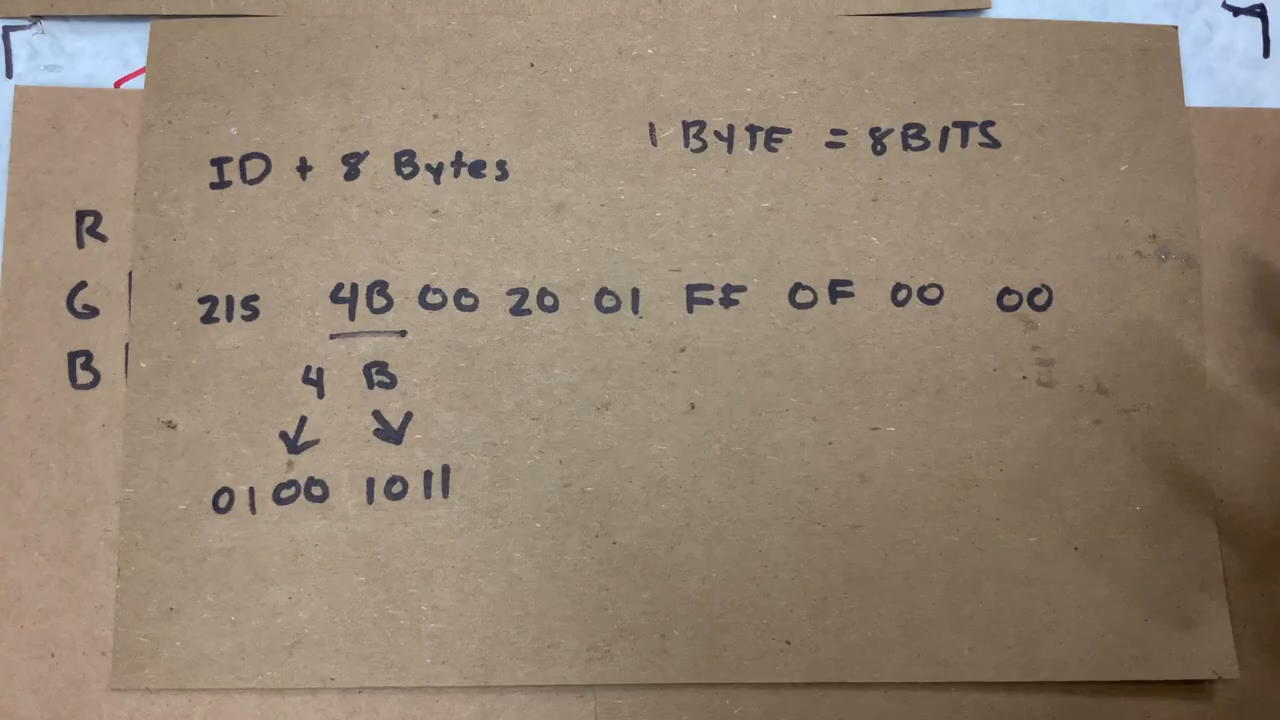 1 BYTE = 8 BITS
ID + 8 Bytes
R
G 215 4B 00 20 01 FF 0F 00 00
B 4 B
0100 1011